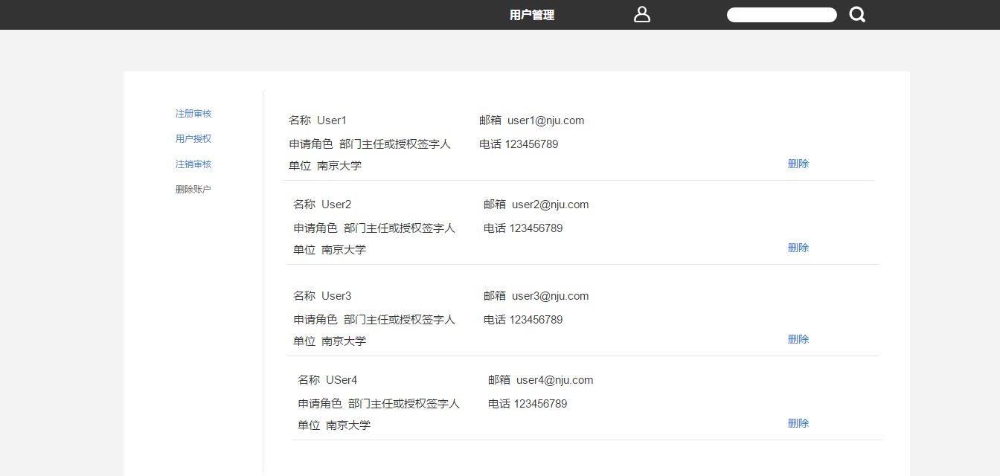 用户管理
注册审核
用户授权
注销审核
删除账户
名称 User1 邮箱 user1@nju.com
申请角色 部门主任或授权签字人 电话 123456789
单位 南京大学 删除
名称 User2 邮箱 user2@nju.com
申请角色 部门主任或授权签字人 电话 123456789
单位 南京大学 删除
名称 User3 邮箱 user3@nju.com
申请角色 部门主任或授权签字人 电话 123456789
单位 南京大学 删除
名称 USer4 邮箱 user4@nju.com
申请角色 部门主任或授权签字人 电话 123456789
单位 南京大学 删除